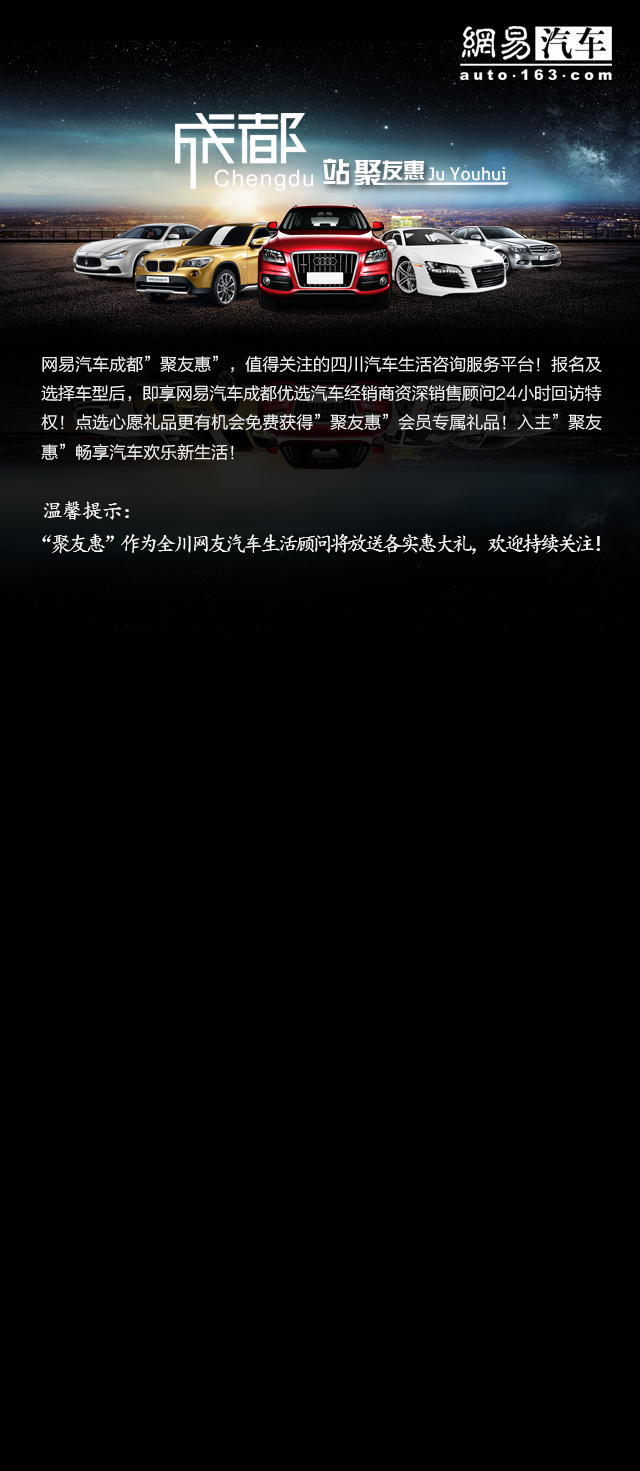 網易汽车
auto·163·com
成都
Chengdu 站 聚友惠 Ju Youhui
网易汽车成都”聚友惠”，值得关注的四川汽车生活咨询服务平台！报名及
选择车型后，即享网易汽车成都优选汽车经销商资深销售顾问24小时回访特
权！点选心愿礼品更有机会免费获得”聚友惠”会员专属礼品！入主”聚友
惠”畅享汽车欢乐新生活！
温馨提示：
“聚友惠”作为全川网友汽车生活顾问将放送各实惠大礼，欢迎持续关注！